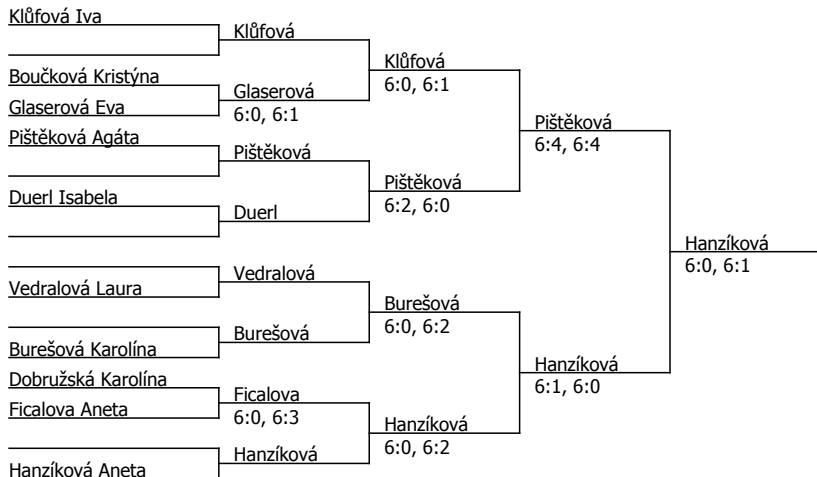 Klůfová Iva
Klůfová
Klůfová
6:0, 6:1
Boučková Kristýna
Glaserová
6:0, 6:1
Glaserová Eva
Pištěková
6:4, 6:4
Pištěková Agáta
Pištěková
Pištěková
6:2, 6:0
Duerl Isabela
Duerl
Hanzíková
6:0, 6:1
Vedralová
Vedralová Laura
Burešová
6:0, 6:2
Burešová
Burešová Karolína
Hanzíková
6:1, 6:0
Dobružská Karolína
Ficalova
6:0, 6:3
Ficalova Aneta
Hanzíková
6:0, 6:2
Hanzíková
Hanzíková Aneta